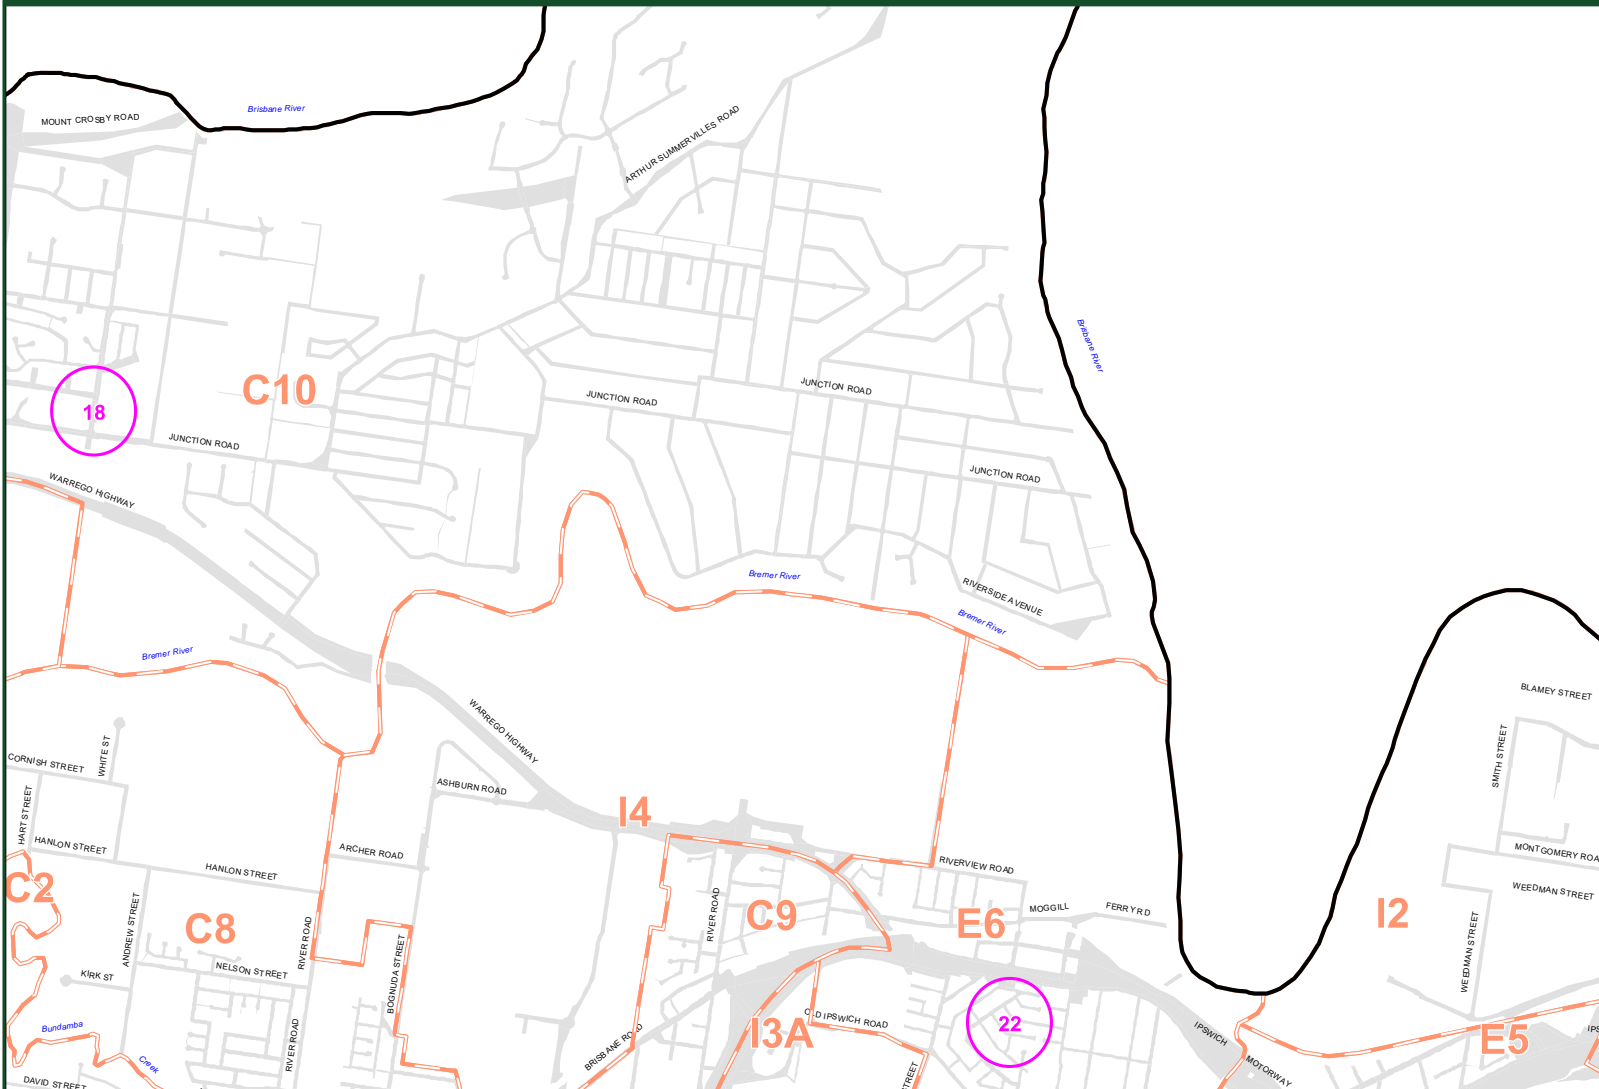 Brisbane River
MOUNT CROSBY ROAD
ARTHUR SUMMERVILLES ROAD
Brisbane River
C10
18
JUNCTION ROAD
JUNCTION ROAD
JUNCTION ROAD
JUNCTION ROAD
WARREGO HIGHWAY
Bremer River
RIVERSIDE AVENUE
Bremer River
Bremer River
BLAMEY STREET
WARREGO HIGHWAY
SMITH STREET
CORNISH STREET
WHITE ST
ASHBURN ROAD
HART STREET
I4
HANLON STREET
ARCHER ROAD
MONTGOMERY ROA
HANLON STREET
RIVERVIEW ROAD
WEEDMAN STREET
C2
C8
ANDREW STREET
RIVER ROAD
BOGNUDA STREET
RIVER ROAD
C9
E6
MOGGILL
FERRY RD
I2
WEEDMAN STREET
KIRK ST
NELSON STREET
Bundamba
Creek
RIVER ROAD
BRISBANE ROAD
I3A
OLD IPSWICH ROAD
22
IPSWICH
MOTORWAY
E5
IPS
DAVID STREET
STREET